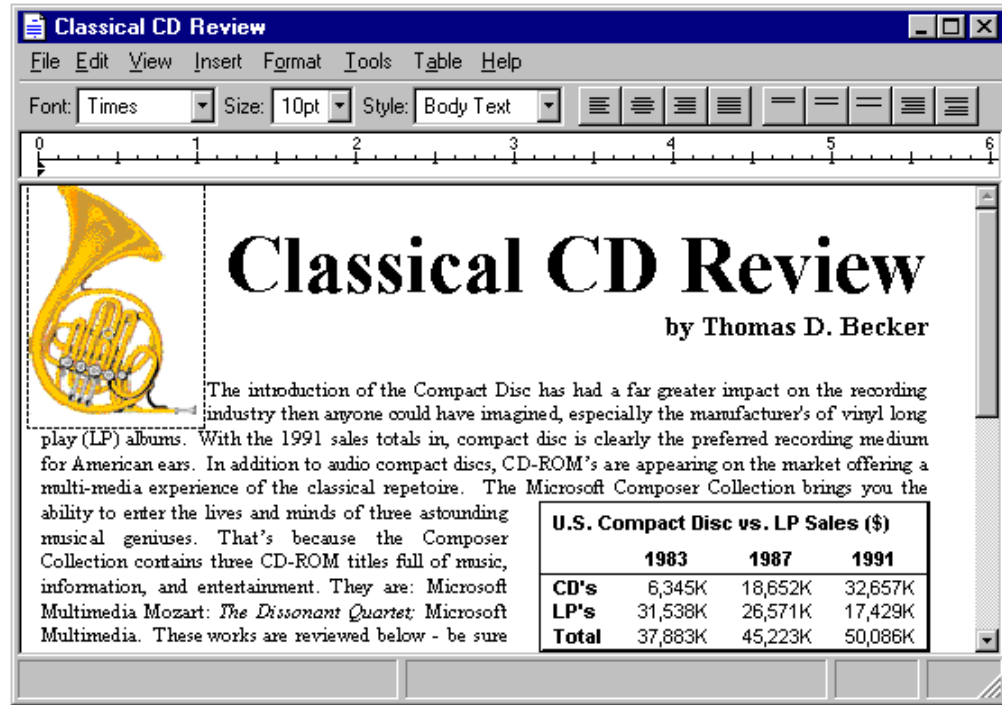 Classical CD Review
File Edit View Insert Format Tools Table Help
Font: Times Size: 10pt Style: Body Text
0 1 2 3 4 5 6
Classical CD Review
by Thomas D. Becker
The introduction of the Compact Disc has had a far greater impact on the recording
industry then anyone could have imagined, especially the manufacturer's of vinyl long
play (LP) albums. With the 1991 sales totals in, compact disc is clearly the preferred recording medium
for American ears. In addition to audio compact discs, CD-ROM's are appearing on the market offering a
multi-media experience of the classical repetoire. The Microsoft Composer Collection brings you the
ability to enter the lives and minds of three astounding
musical geniuses. That's because the Composer
Collection contains three CD-ROM titles full of music,
information, and entertainment. They are: Microsoft
Multimedia Mozart: The Dissonant Quartet; Microsoft
Multimedia. These works are reviewed below - be sure
U.S. Compact Disc vs. LP Sales ($)
1983 1987 1991
CD's 6,345K 18,652K 32,657K
LP's 31,538K 26,571K 17,429K
Total 37,883K 45,223K 50,086K